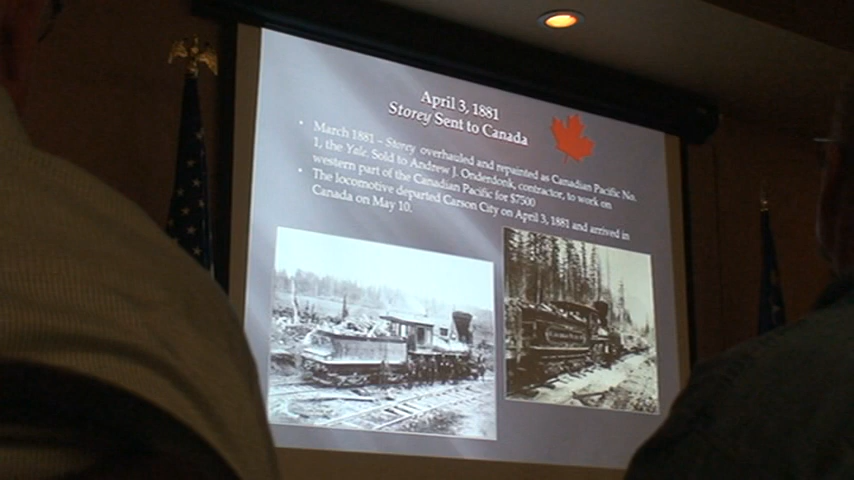 April 3, 1881
Storey Sent to Canada
• March 1881 – Storey overhauled and repainted as Canadian Pacific No.
1, the Yale. Sold to Andrew J. Onderdonk, contractor, to work on
western part of the Canadian Pacific for $7500
• The locomotive departed Carson City on April 3, 1881 and arrived in
Canada on May 10.